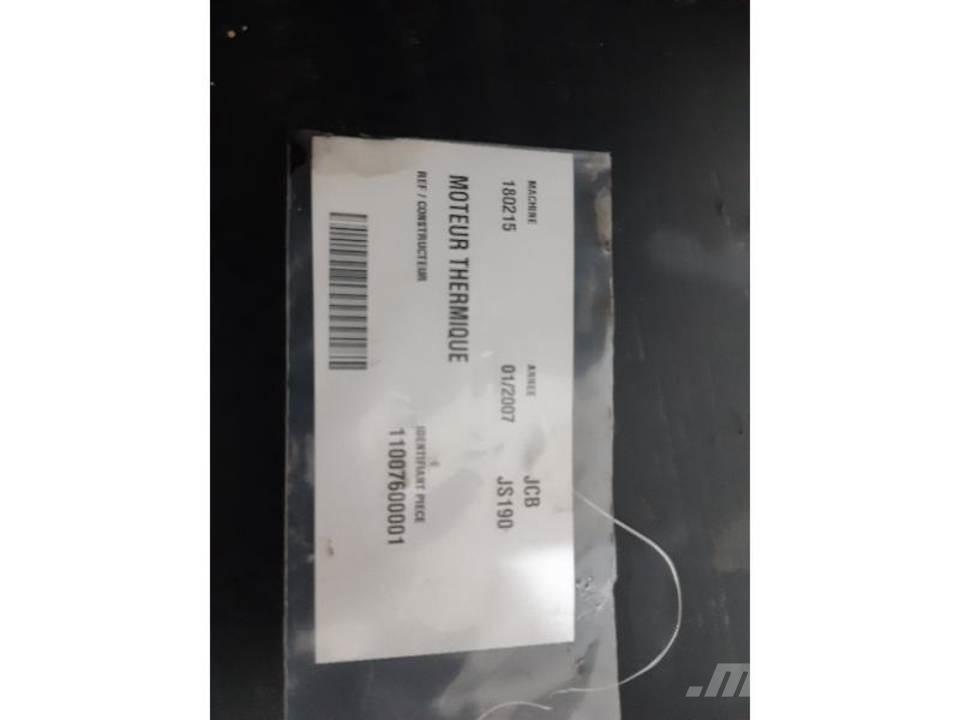 MACHINE ANNEE JCB
180215 01/2007 JS190
MOTEUR THERMIQUE
REF / CONSTRUCTEUR IDENTIFIANT PIECE
11007600001
.m